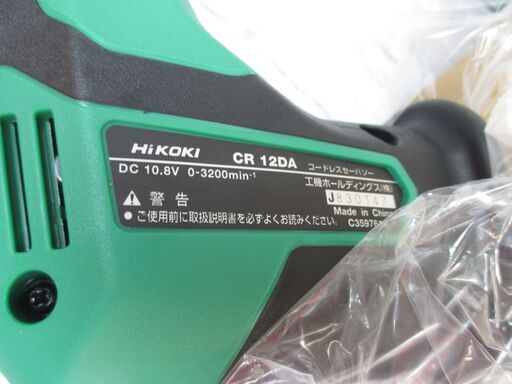 HiKOKI CR 12DA コードレスセーバソー
DC 10.8V 0-3200min-1 工機ホールディングス(株)
J830147
⚠ 警告 Made in China
● ご使用前に取扱説明書を必ずよくお読みください。 C35976